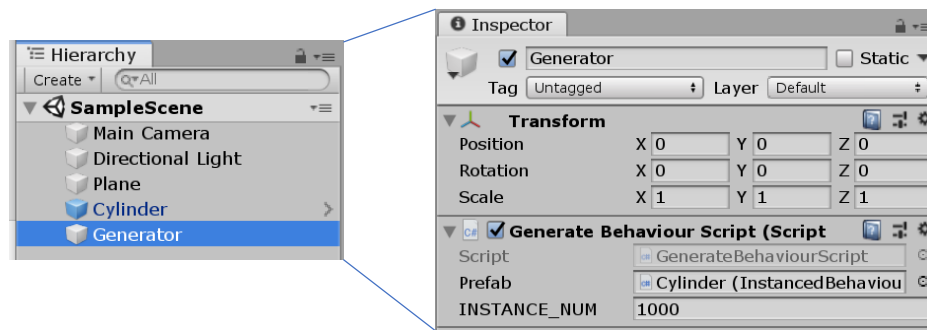 Hierarchy
Create All
SampleScene
Main Camera
Directional Light
Plane
Cylinder
Generator
Inspector
Generator Static
Tag Untagged Layer Default
Transform
Position X 0 Y 0 Z 0
Rotation X 0 Y 0 Z 0
Scale X 1 Y 1 Z 1
C# Generate Behaviour Script (Script
Script GenerateBehaviourScript
Prefab Cylinder (InstancedBehaviou
INSTANCE_NUM 1000